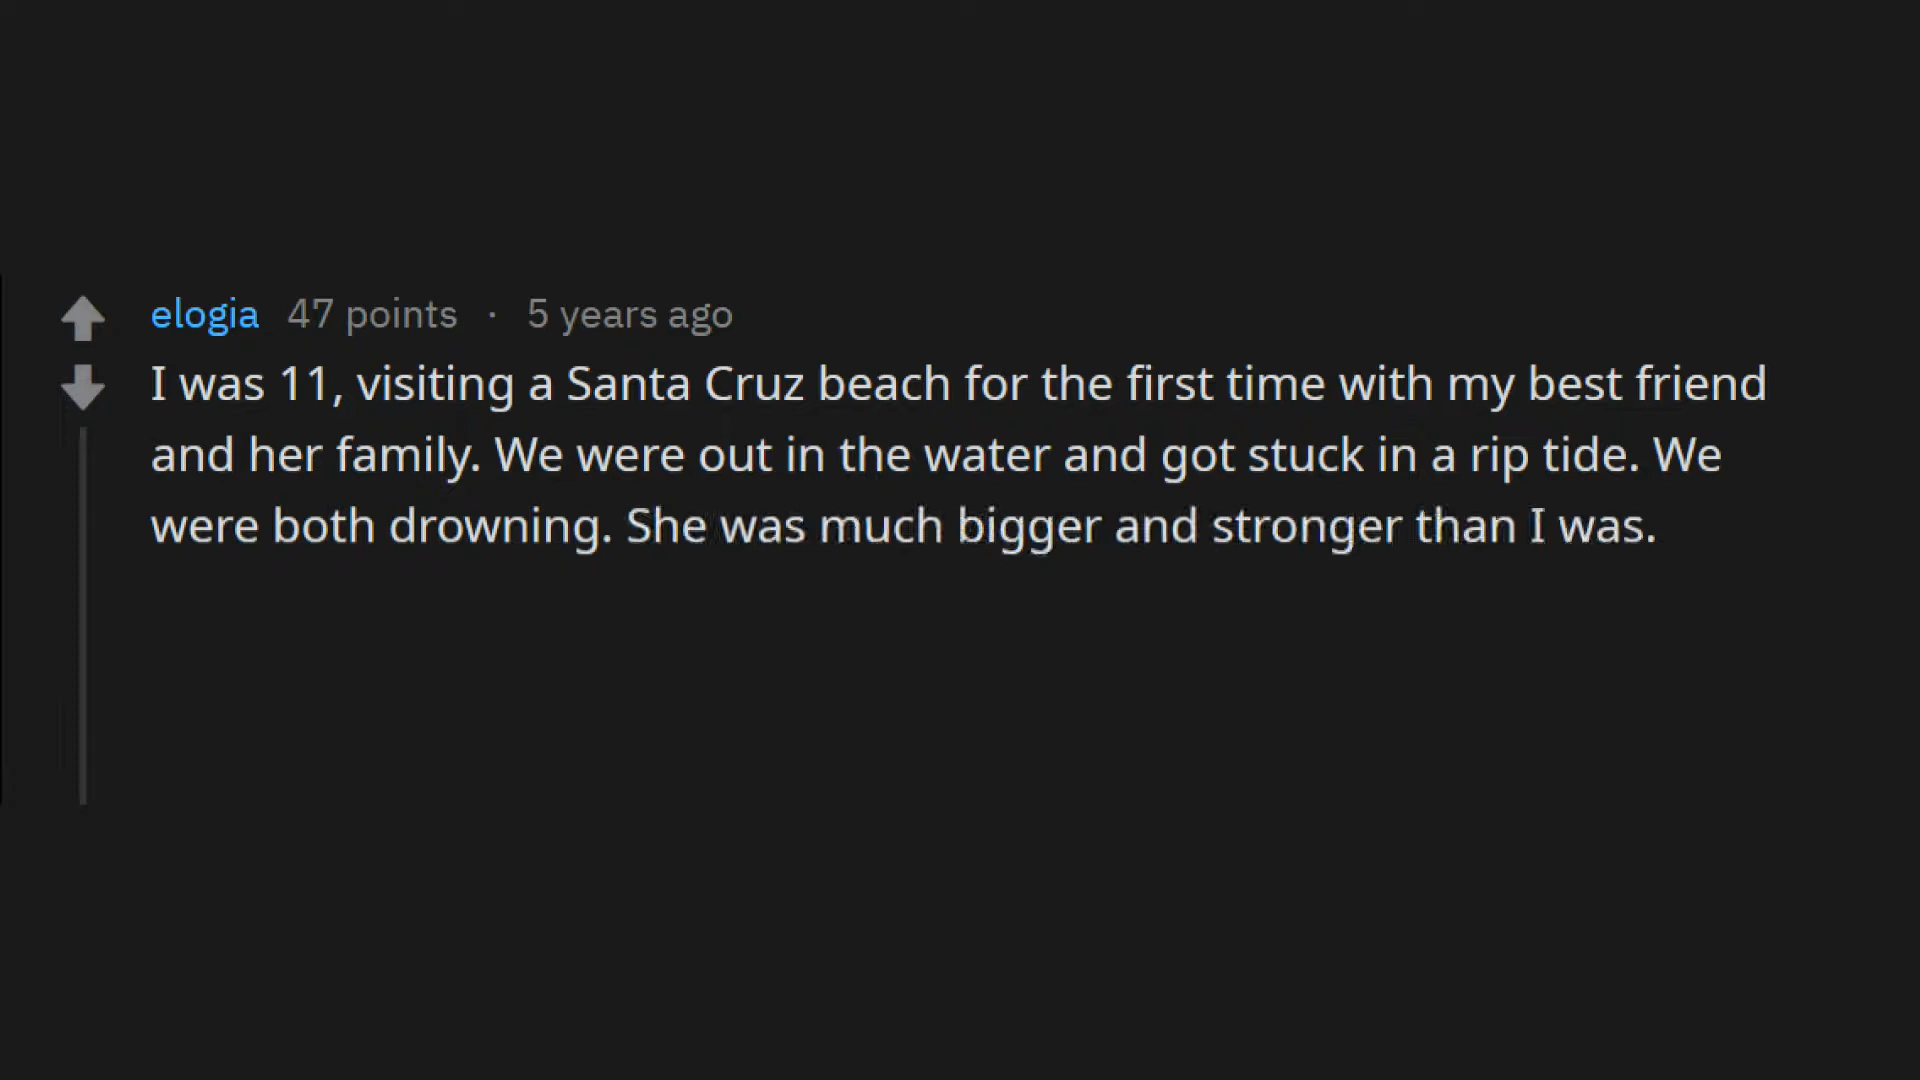 elogia 47 points · 5 years ago
I was 11, visiting a Santa Cruz beach for the first time with my best friend
and her family. We were out in the water and got stuck in a rip tide. We
were both drowning. She was much bigger and stronger than I was.